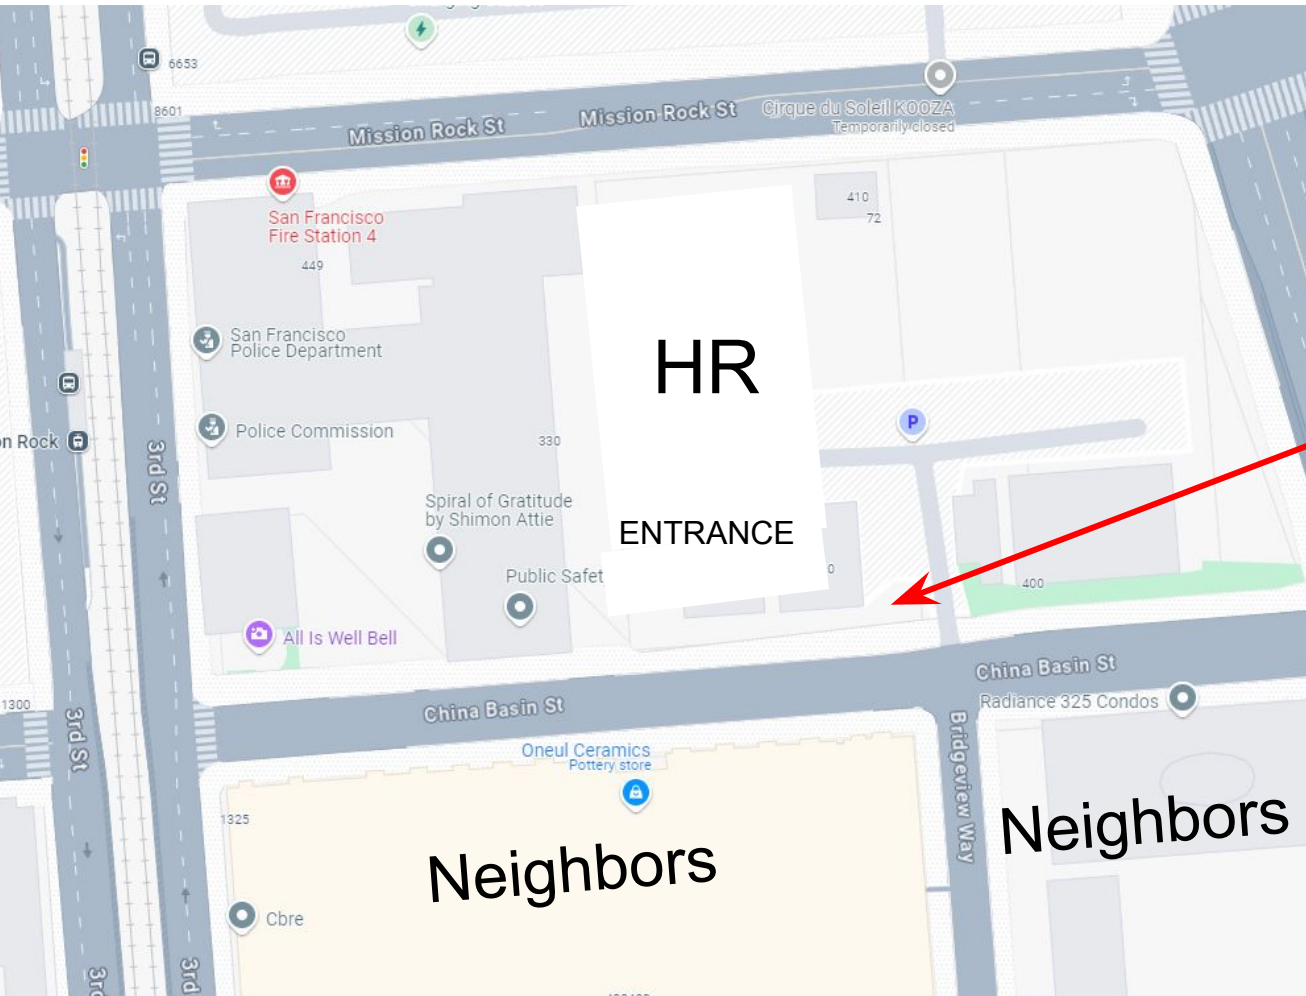 6653
8601
Mission Rock St
Mission Rock St
Cirque du Soleil KOOZA
Temporarily closed
San Francisco
Fire Station 4
449
410
72
San Francisco
Police Department
HR
P
n Rock
Police Commission
330
3rd St
Spiral of Gratitude
by Shimon Attie
ENTRANCE
Public Safet
0
400
All Is Well Bell
China Basin St
1300
3rd St
China Basin St
Radiance 325 Condos
Oneul Ceramics
Pottery store
Bridgeview Way
1325
Neighbors
Neighbors
Cbre
3rd
3rd